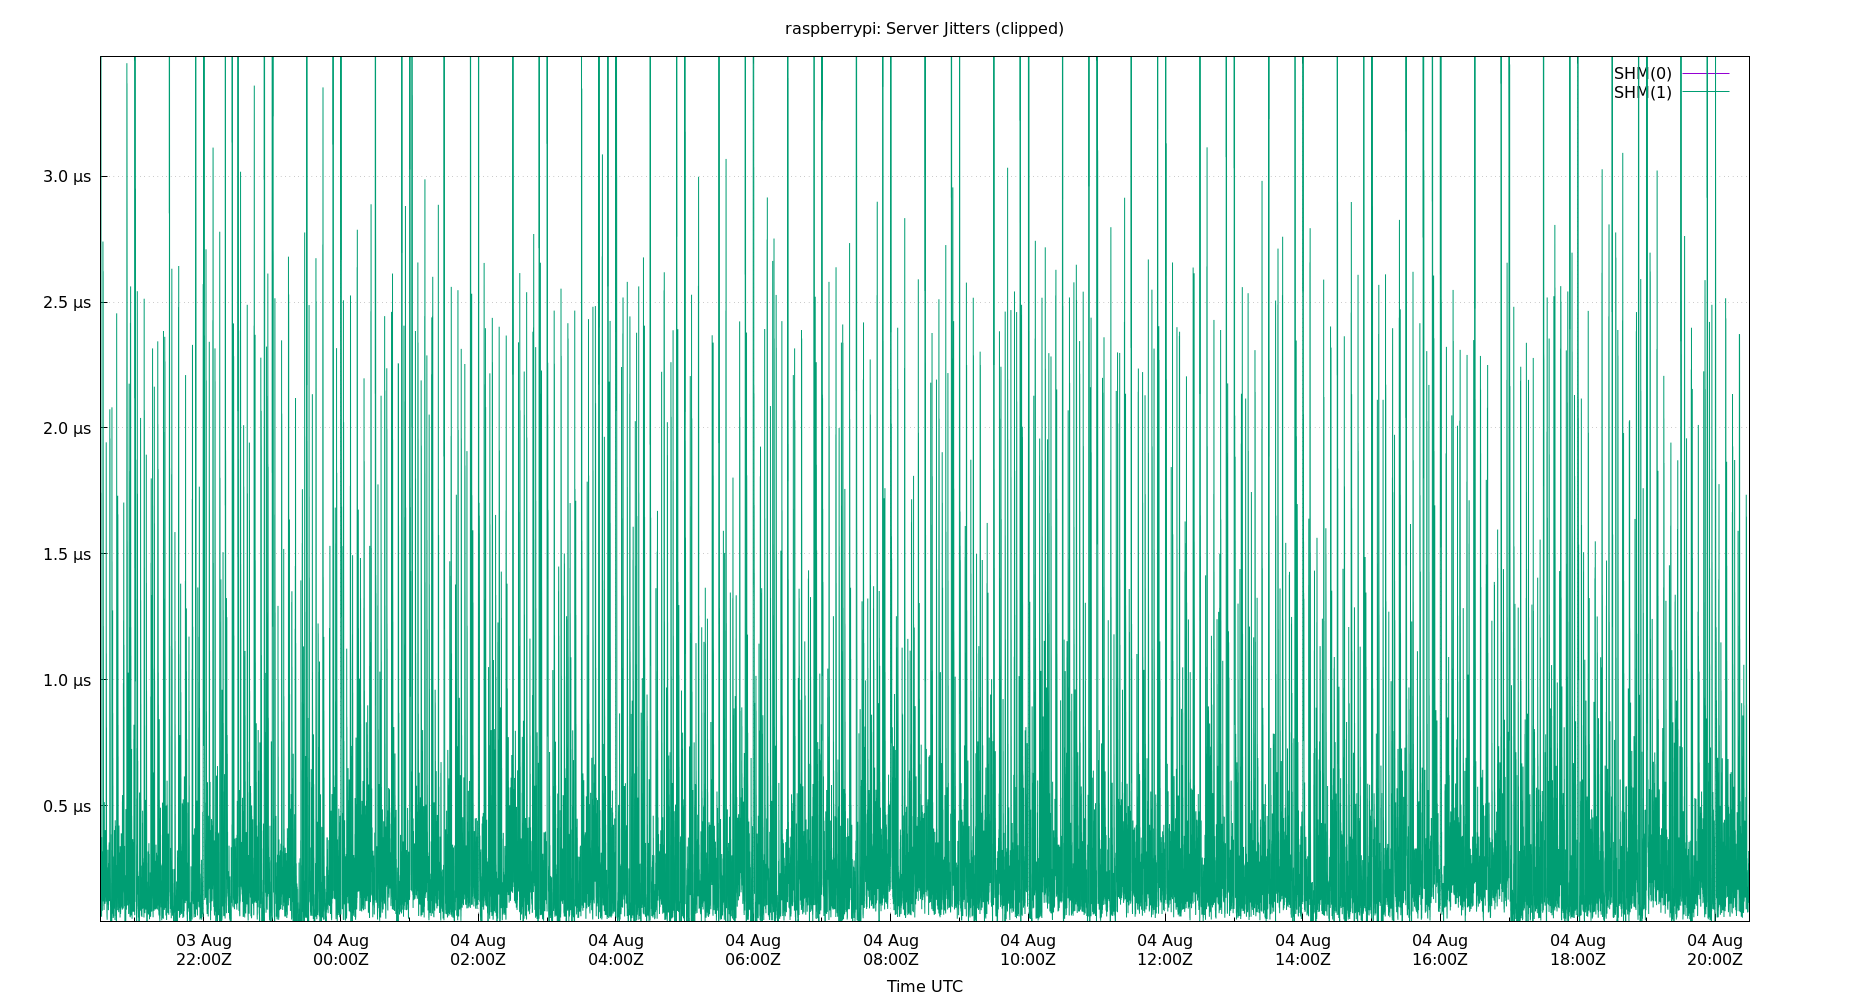 raspberrypi: Server Jitters (clipped)
SHM(0)
SHM(1)
3.0 µs
2.5 µs
2.0 µs
1.5 µs
1.0 µs
0.5 µs
03 Aug 04 Aug 04 Aug 04 Aug 04 Aug 04 Aug 04 Aug 04 Aug 04 Aug 04 Aug 04 Aug 04 Aug
22:00Z 00:00Z 02:00Z 04:00Z 06:00Z 08:00Z 10:00Z 12:00Z 14:00Z 16:00Z 18:00Z 20:00Z
Time UTC